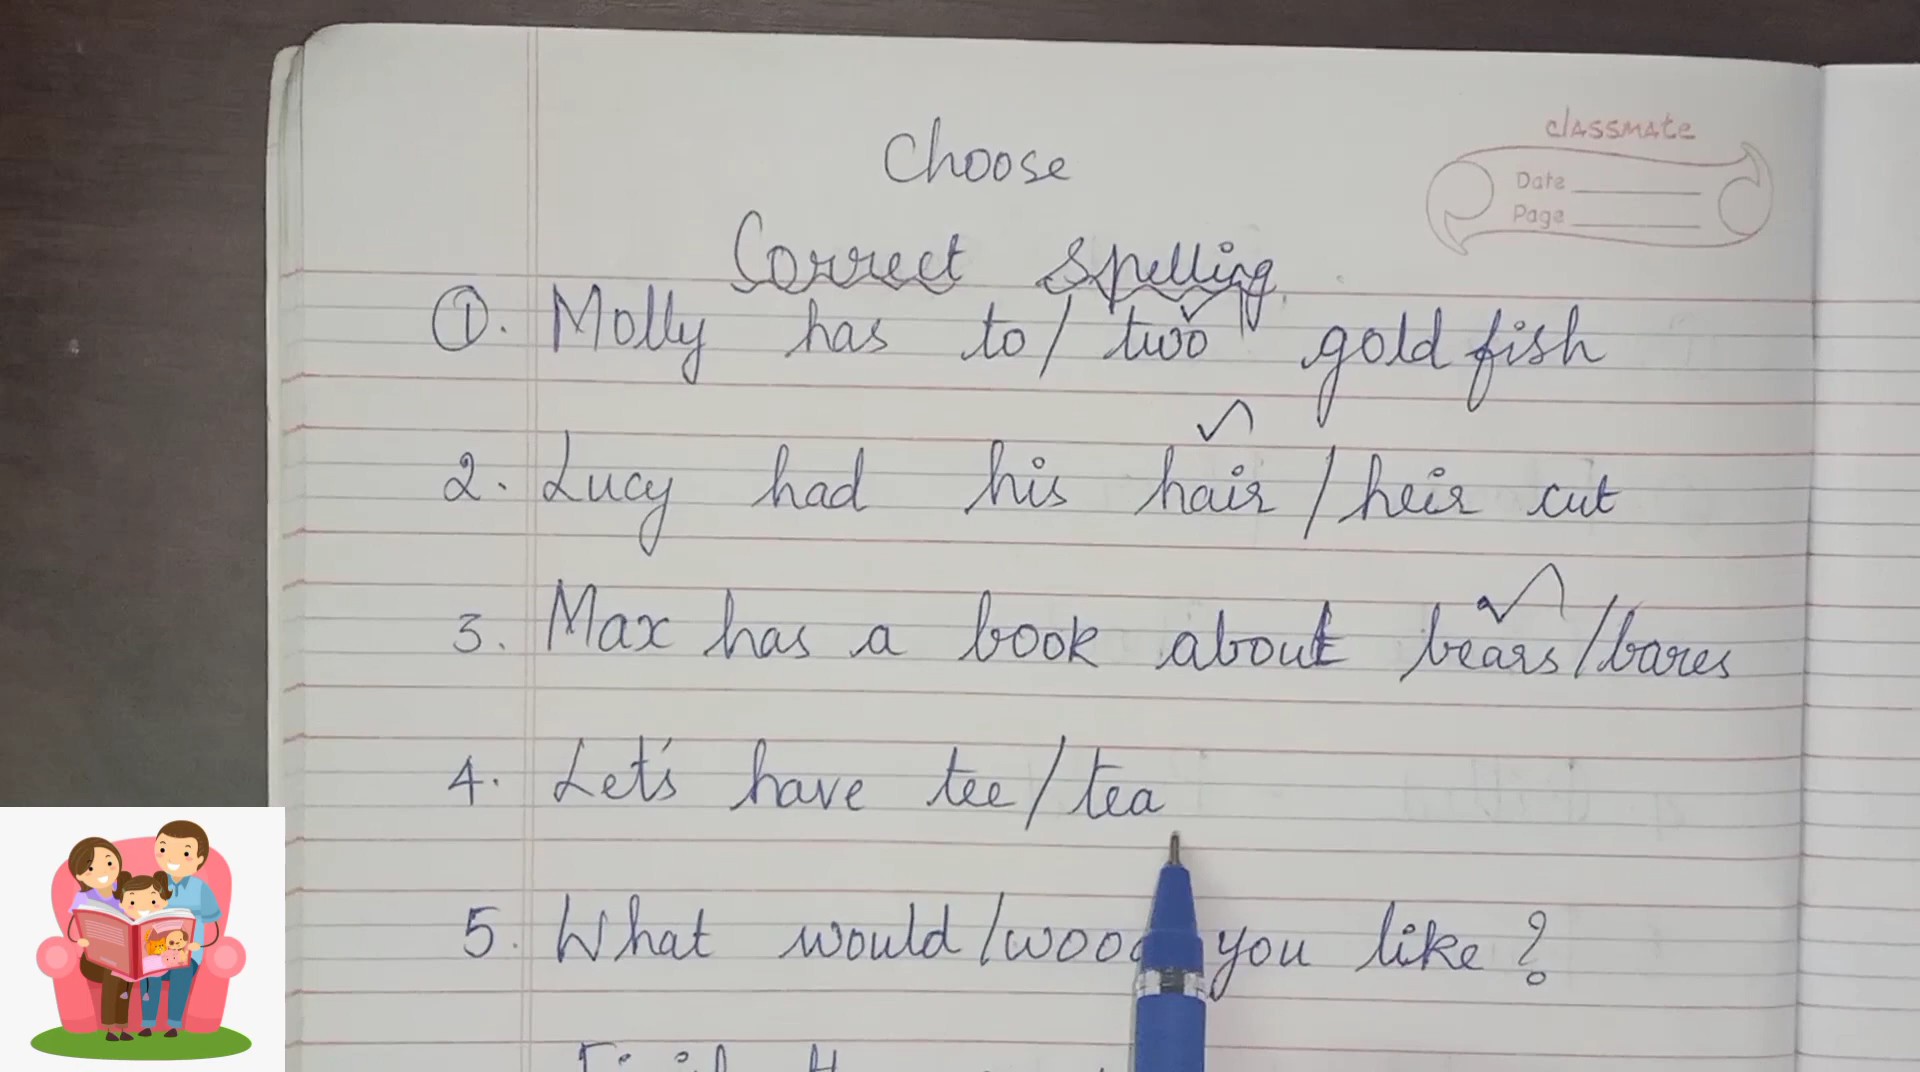 classmate
Date
Page
Choose
Correct spelling
1. Molly has to/ two gold fish
2. Lucy had his hair/heir cut
3. Max has a book about bears/bares
4. Let's have tee/tea
5. What would/wood you like?